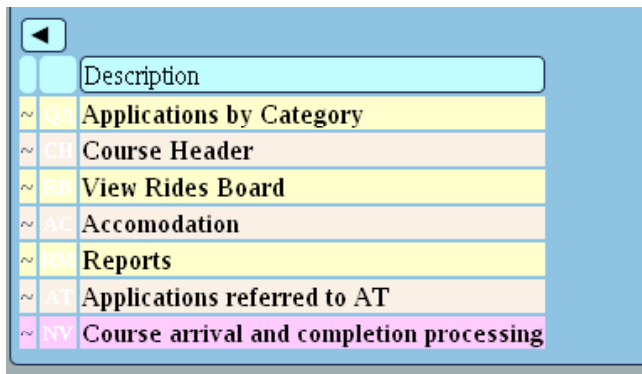 ◄
Description
~ QA Applications by Category
~ CH Course Header
~ RB View Rides Board
~ AC Accomodation
~ RM Reports
~ AT Applications referred to AT
~ NV Course arrival and completion processing